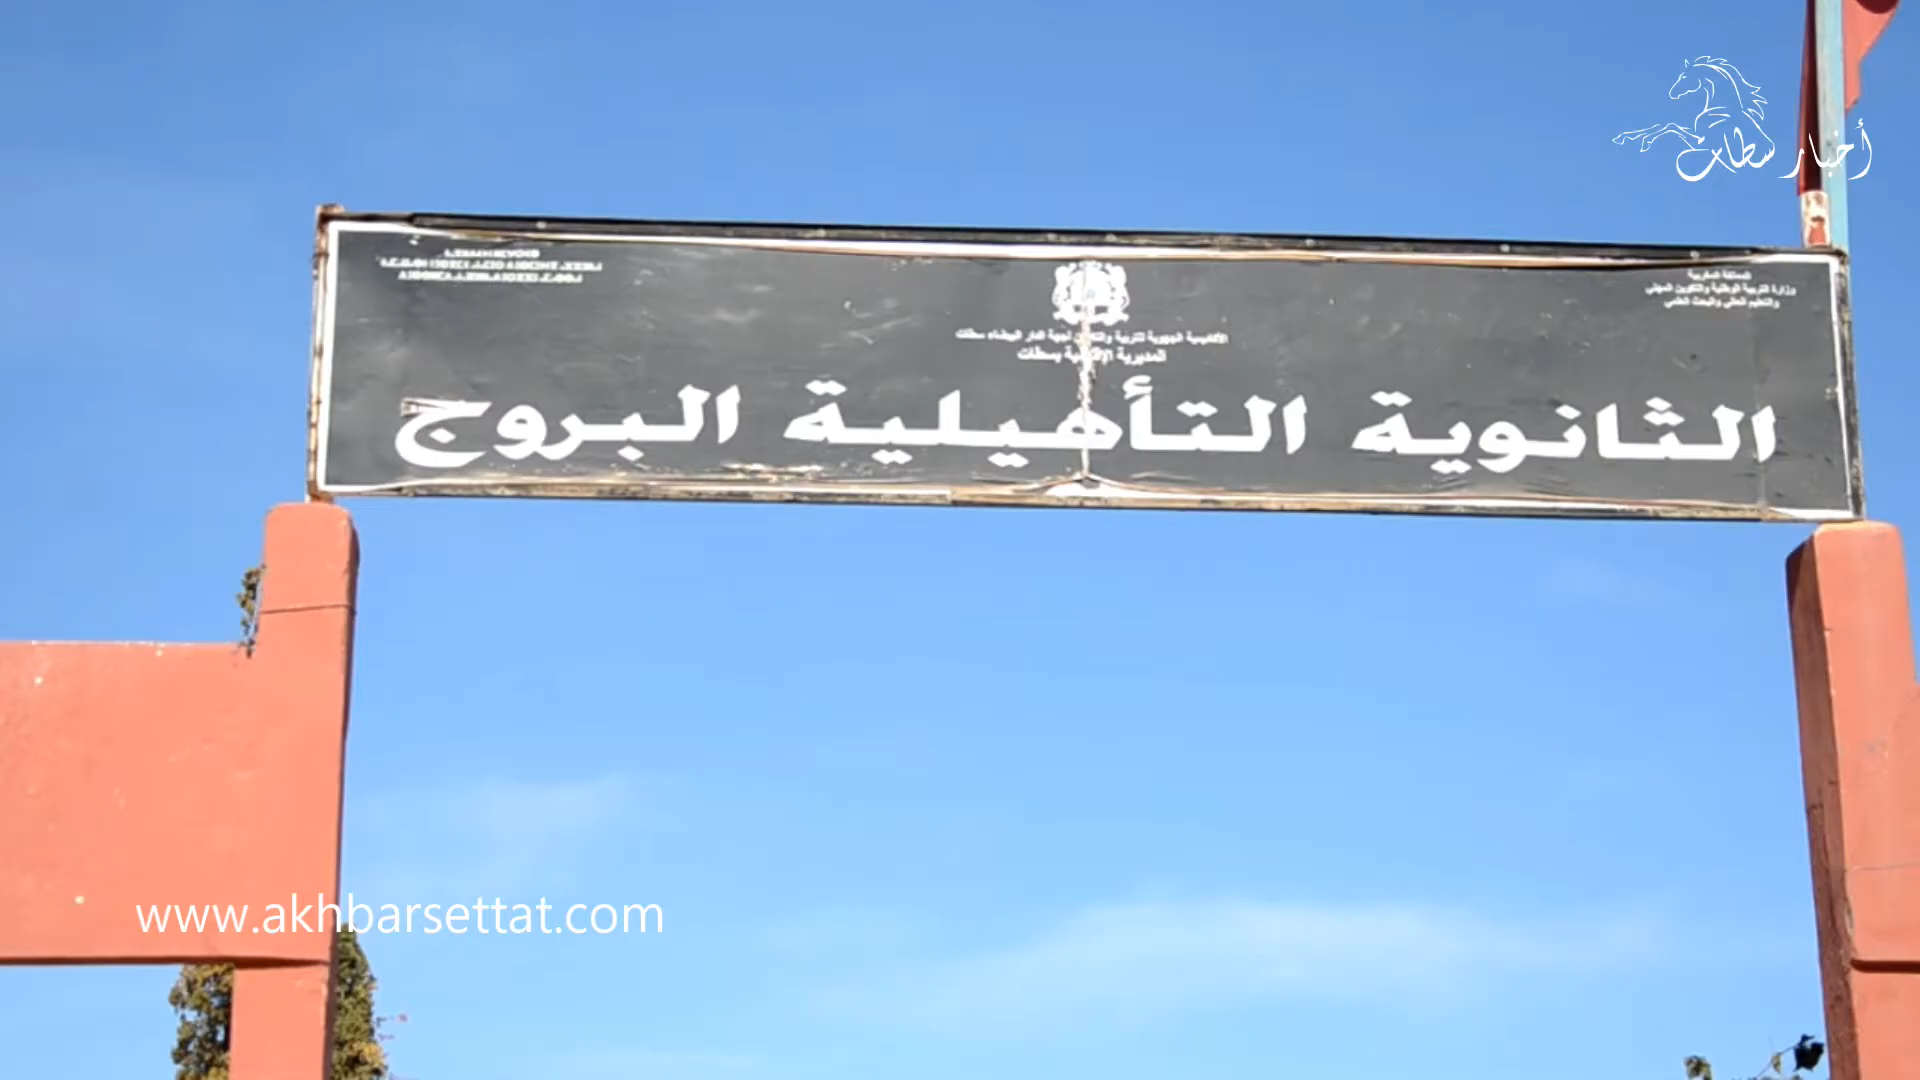 أخبار سطات
المملكة المغربية
وزارة التربية الوطنية والتكوين المهني
والتعليم العالي والبحث العلمي
الأكاديمية الجهوية للتربية والتكوين لجهة الدار البيضاء سطات
المديرية الإقليمية بسطات
الثانوية التأهيلية البروج
www.akhbarsettat.com